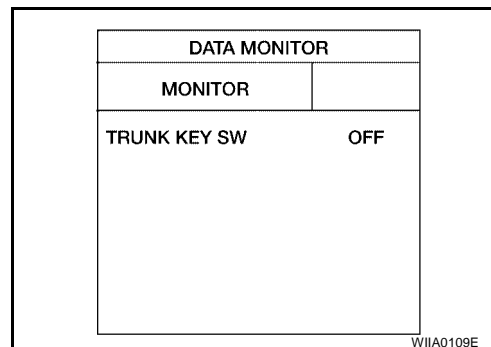 DATA MONITOR
MONITOR
TRUNK KEY SW OFF
WIIA0109E